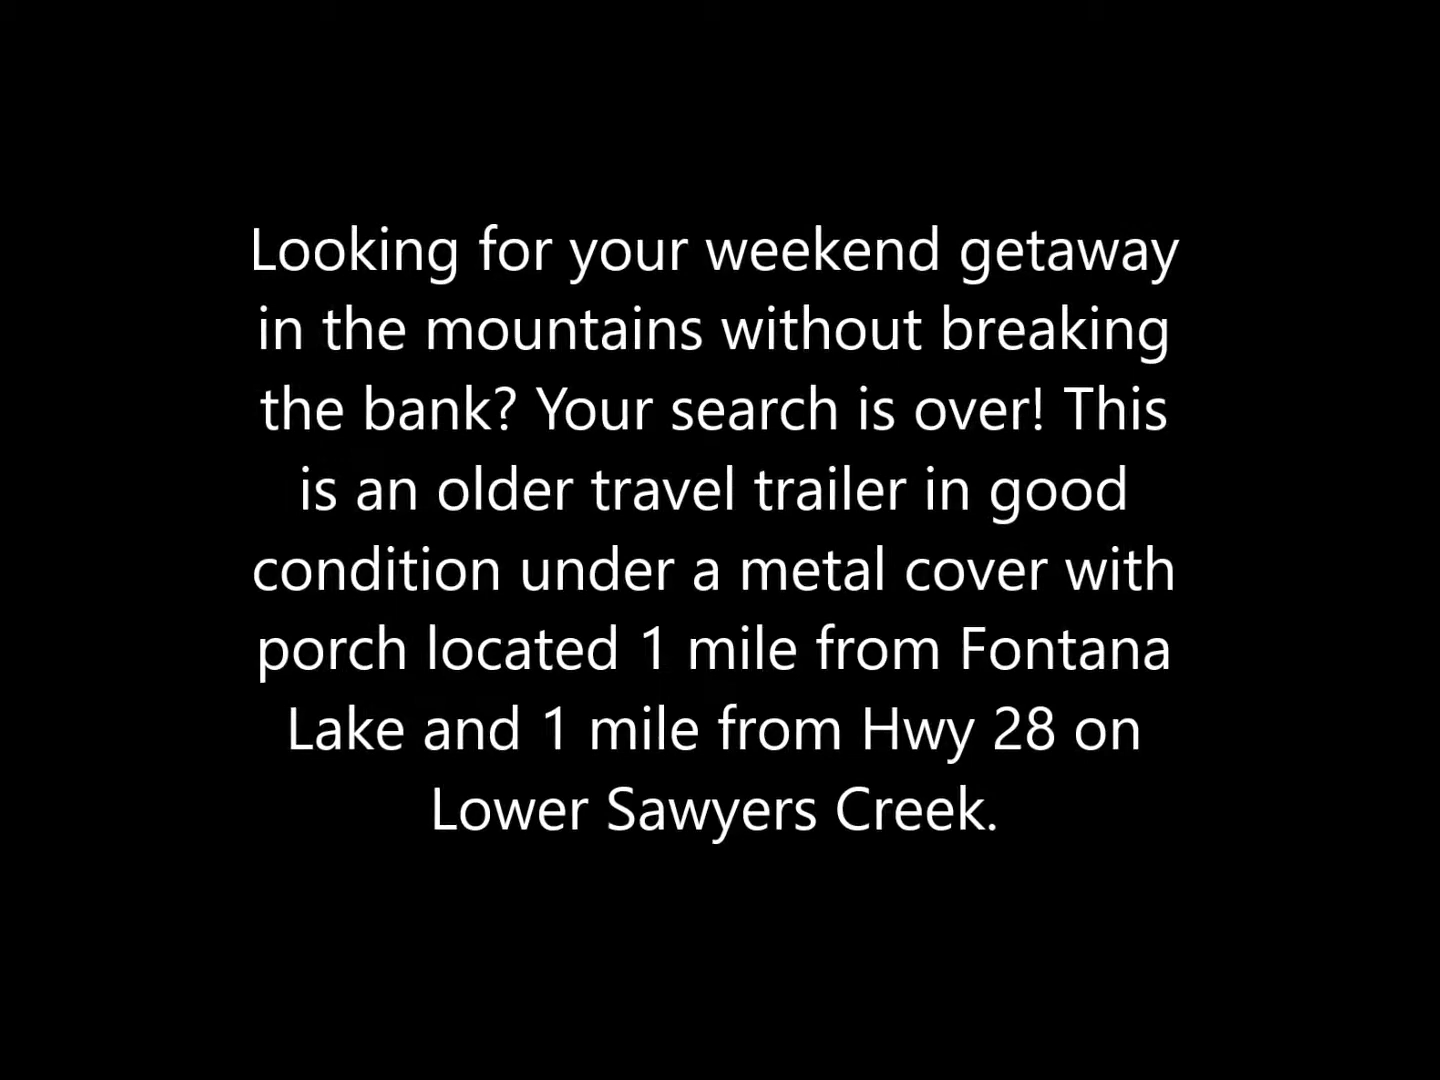 Looking for your weekend getaway
in the mountains without breaking
the bank? Your search is over! This
is an older travel trailer in good
condition under a metal cover with
porch located 1 mile from Fontana
Lake and 1 mile from Hwy 28 on
Lower Sawyers Creek.